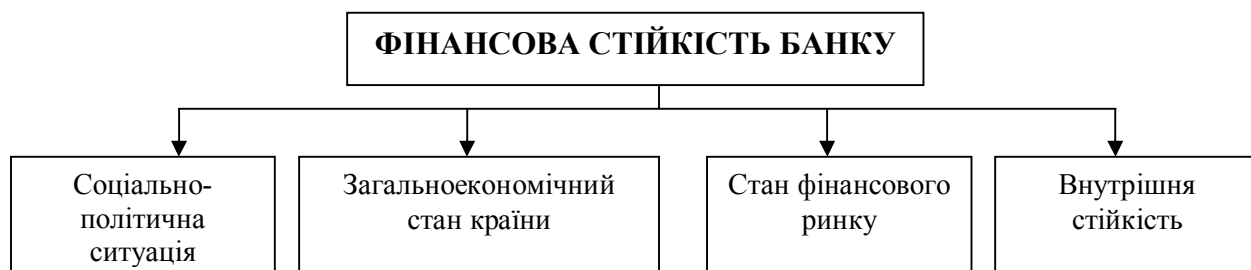 ФІНАНСОВА СТІЙКІСТЬ БАНКУ
Соціально-
політична
ситуація
Загальноекономічний
стан країни
Стан фінансового
ринку
Внутрішня
стійкість